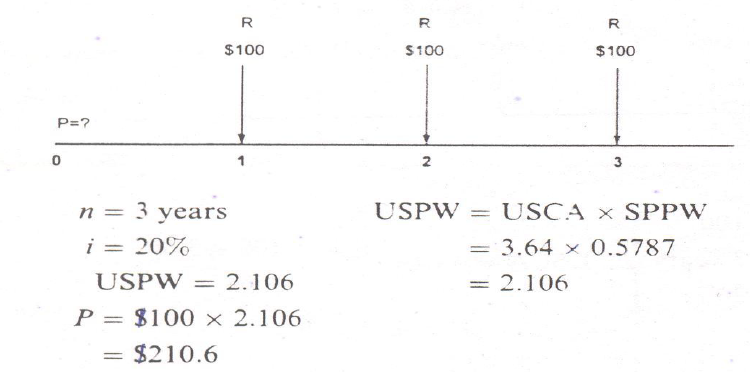 R R R
$100 $100 $100
P=?
0 1 2 3
n = 3 years
i = 20%
USPW = 2.106
P = $100 × 2.106
= $210.6
USPW = USCA × SPPW
= 3.64 × 0.5787
= 2.106